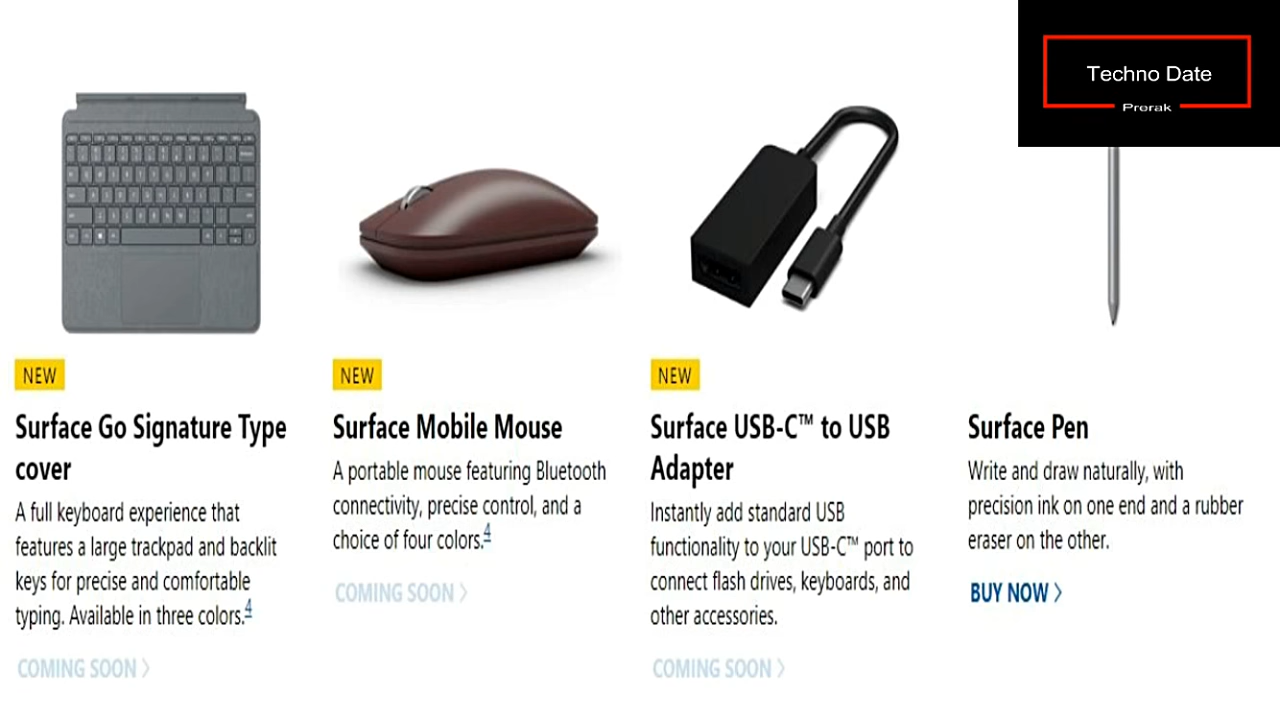 Techno Date
Prerak
NEW
Surface Go Signature Type
cover
A full keyboard experience that
features a large trackpad and backlit
keys for precise and comfortable
typing. Available in three colors.4
COMING SOON >
NEW
Surface Mobile Mouse
A portable mouse featuring Bluetooth
connectivity, precise control, and a
choice of four colors.4
COMING SOON >
NEW
Surface USB-C™ to USB
Adapter
Instantly add standard USB
functionality to your USB-C™ port to
connect flash drives, keyboards, and
other accessories.
COMING SOON >
Surface Pen
Write and draw naturally, with
precision ink on one end and a rubber
eraser on the other.
BUY NOW >